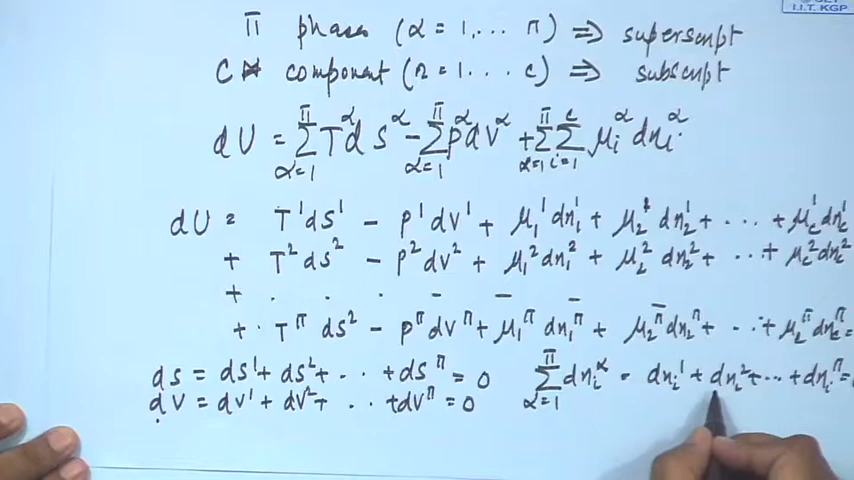 I.I.T. KGP
π phases (α = 1, ... π) ⇒ superscript
C component (n = 1 ... c) ⇒ subscript
dU = Σ_{α=1}^{π} T^α dS^α − Σ_{α=1}^{π} p^α dV^α + Σ_{α=1}^{π} Σ_{i=1}^{c} μ_i^α dn_i^α
dU = T^1 dS^1 − P^1 dV^1 + μ_1^1 dn_1^1 + μ_2^1 dn_2^1 + ... + μ_c^1 dn_c^1
+ T^2 dS^2 − P^2 dV^2 + μ_1^2 dn_1^2 + μ_2^2 dn_2^2 + ... + μ_c^2 dn_c^2
+ . . . − − −
+ T^π dS^2 − P^π dV^π + μ_1^π dn_1^π + μ_2^π dn_2^π + ... + μ_2^π dn_c^π =
dS = dS^1 + dS^2 + ... + dS^π = 0 Σ_{α=1}^{π} dn_i^α = dn_i^1 + dn_i^2 + ... + dn_i^π = 0
dV = dV^1 + dV^2 + ... + dV^π = 0